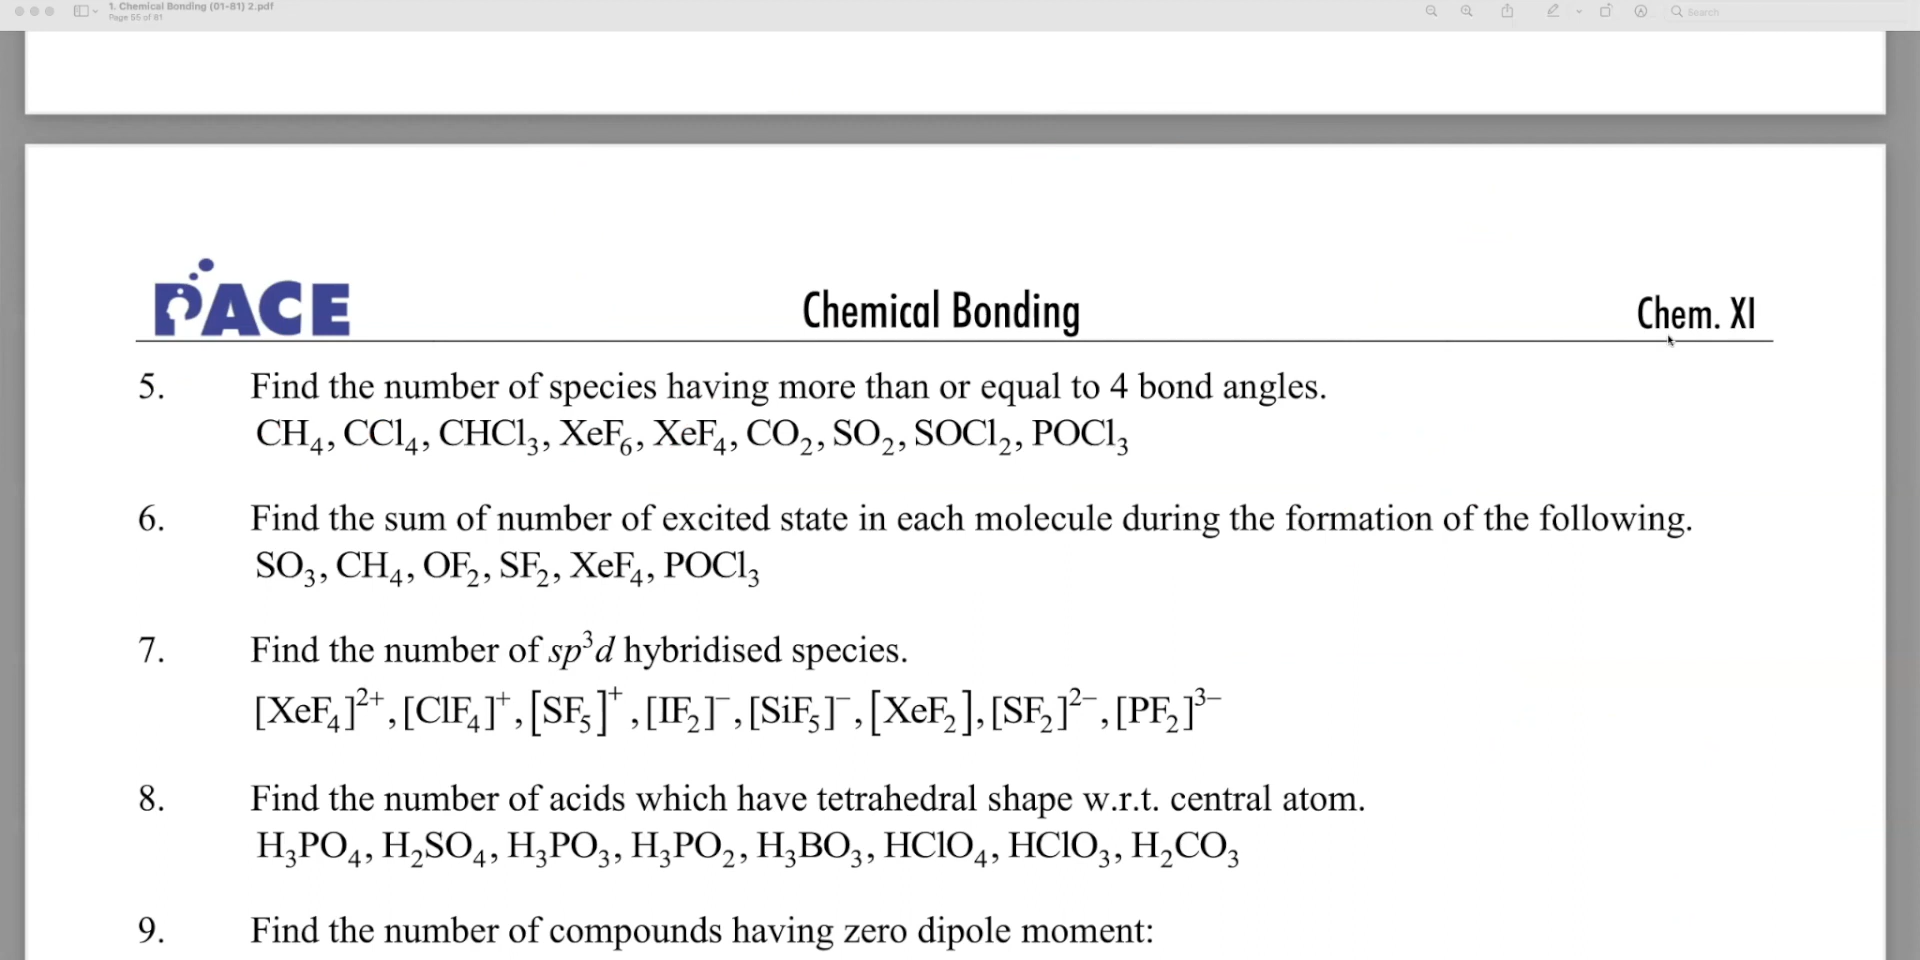 1. Chemical Bonding (01-81) 2.pdf
Page 55 of 81
Search
PACE
Chemical Bonding
Chem. XI
5. Find the number of species having more than or equal to 4 bond angles.
CH₄, CCl₄, CHCl₃, XeF₆, XeF₄, CO₂, SO₂, SOCl₂, POCl₃
6. Find the sum of number of excited state in each molecule during the formation of the following.
SO₃, CH₄, OF₂, SF₂, XeF₄, POCl₃
7. Find the number of sp³d hybridised species.
[XeF₄]²⁺, [ClF₄]⁺, [SF₅]⁺, [IF₂]⁻, [SiF₅]⁻, [XeF₂], [SF₂]²⁻, [PF₂]³⁻
8. Find the number of acids which have tetrahedral shape w.r.t. central atom.
H₃PO₄, H₂SO₄, H₃PO₃, H₃PO₂, H₃BO₃, HClO₄, HClO₃, H₂CO₃
9. Find the number of compounds having zero dipole moment: